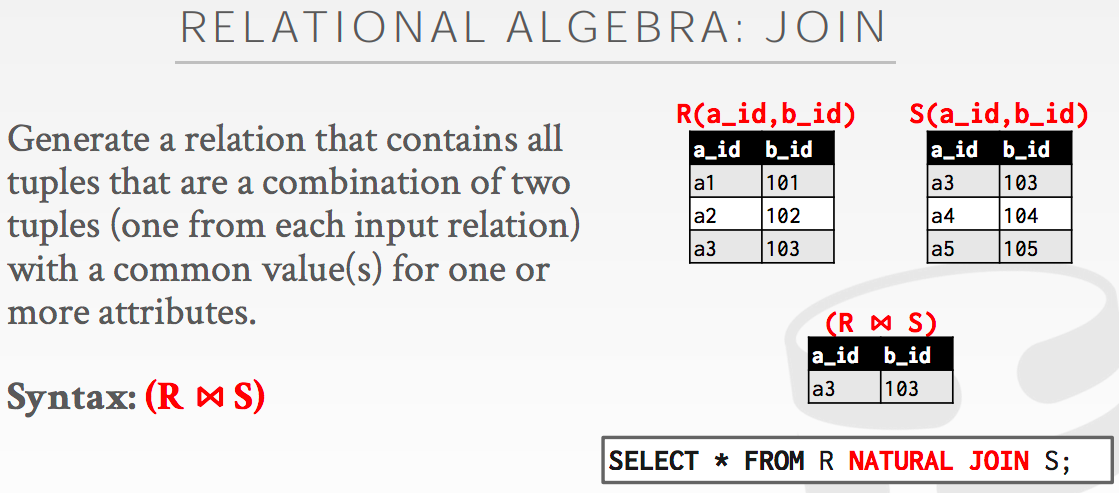 RELATIONAL ALGEBRA: JOIN
Generate a relation that contains all
tuples that are a combination of two
tuples (one from each input relation)
with a common value(s) for one or
more attributes.
Syntax: (R ⋈ S)
R(a_id,b_id)
a_id b_id
a1 101
a2 102
a3 103
S(a_id,b_id)
a_id b_id
a3 103
a4 104
a5 105
(R ⋈ S)
a_id b_id
a3 103
SELECT * FROM R NATURAL JOIN S;